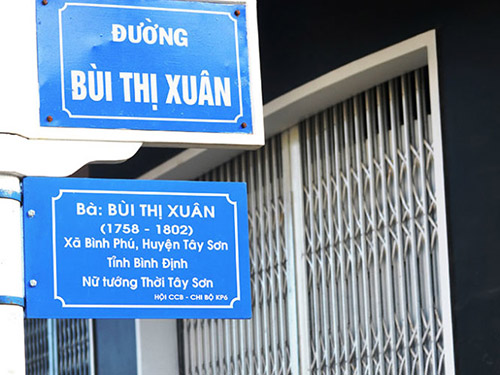 ĐƯỜNG
BÙI THỊ XUÂN
Bà: BÙI THỊ XUÂN
(1758 - 1802)
Xã Bình Phú, Huyện Tây Sơn
Tỉnh Bình Định
Nữ tướng Thời Tây Sơn
HỘI CCB - CHI BỘ KP6